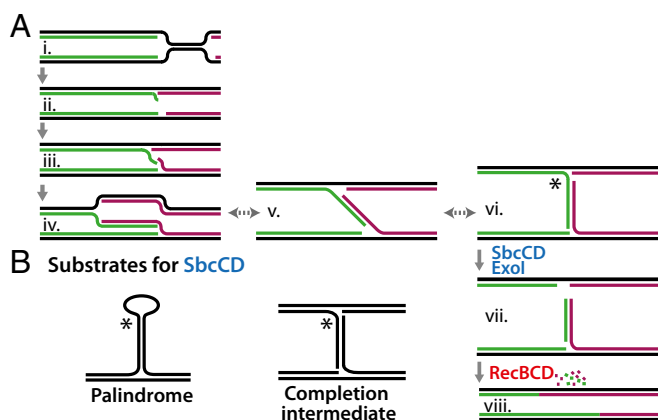 A
i.
ii.
iii.
iv.
v.
*
vi.
SbcCD
ExoI
vii.
RecBCD
viii.
B Substrates for SbcCD
*
Palindrome
*
Completion
intermediate